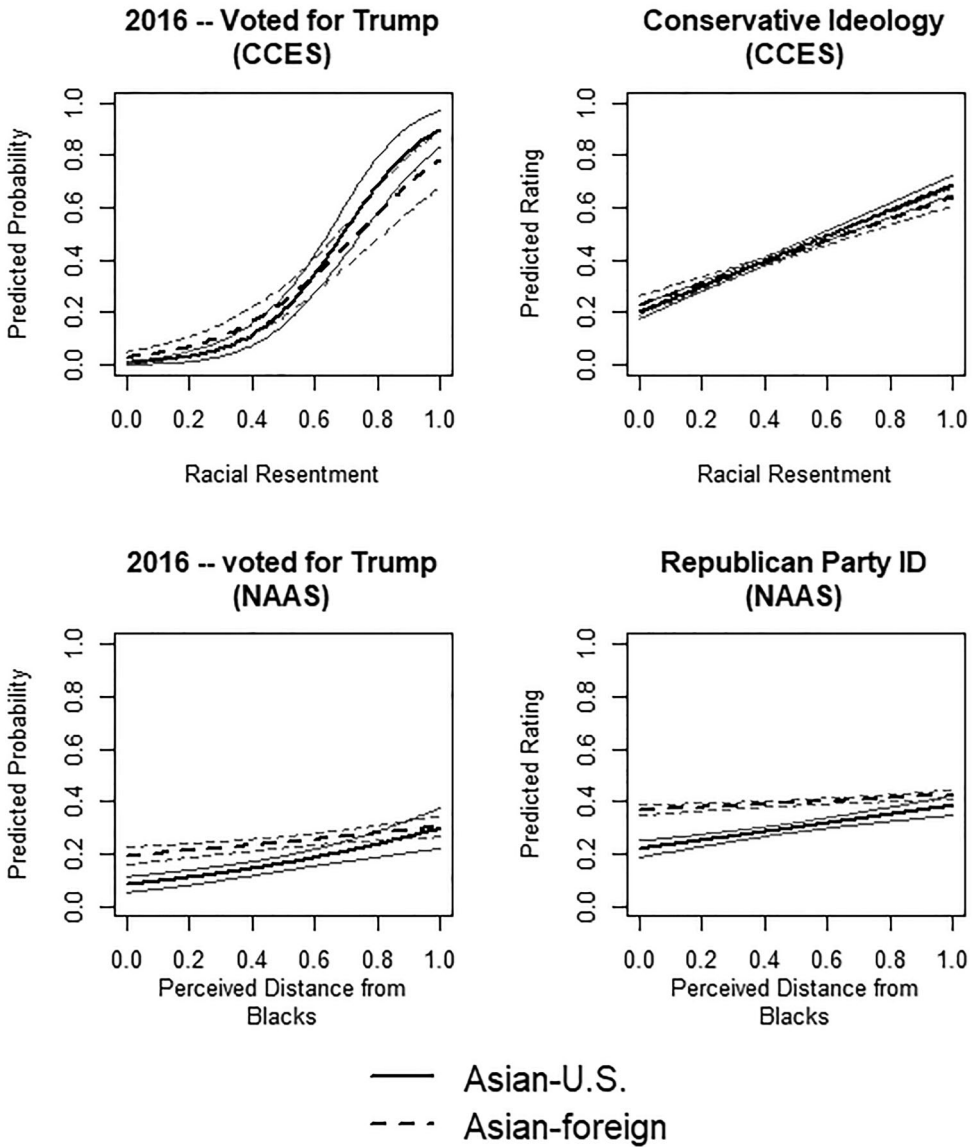 2016 -- Voted for Trump
(CCES)
Predicted Probability
0.0 0.2 0.4 0.6 0.8 1.0
0.0 0.2 0.4 0.6 0.8 1.0
Racial Resentment
Conservative Ideology
(CCES)
Predicted Rating
0.0 0.2 0.4 0.6 0.8 1.0
0.0 0.2 0.4 0.6 0.8 1.0
Racial Resentment
2016 -- voted for Trump
(NAAS)
Predicted Probability
0.0 0.2 0.4 0.6 0.8 1.0
0.0 0.2 0.4 0.6 0.8 1.0
Perceived Distance from
Blacks
Republican Party ID
(NAAS)
Predicted Rating
0.0 0.2 0.4 0.6 0.8 1.0
0.0 0.2 0.4 0.6 0.8 1.0
Perceived Distance from
Blacks
Asian-U.S.
Asian-foreign